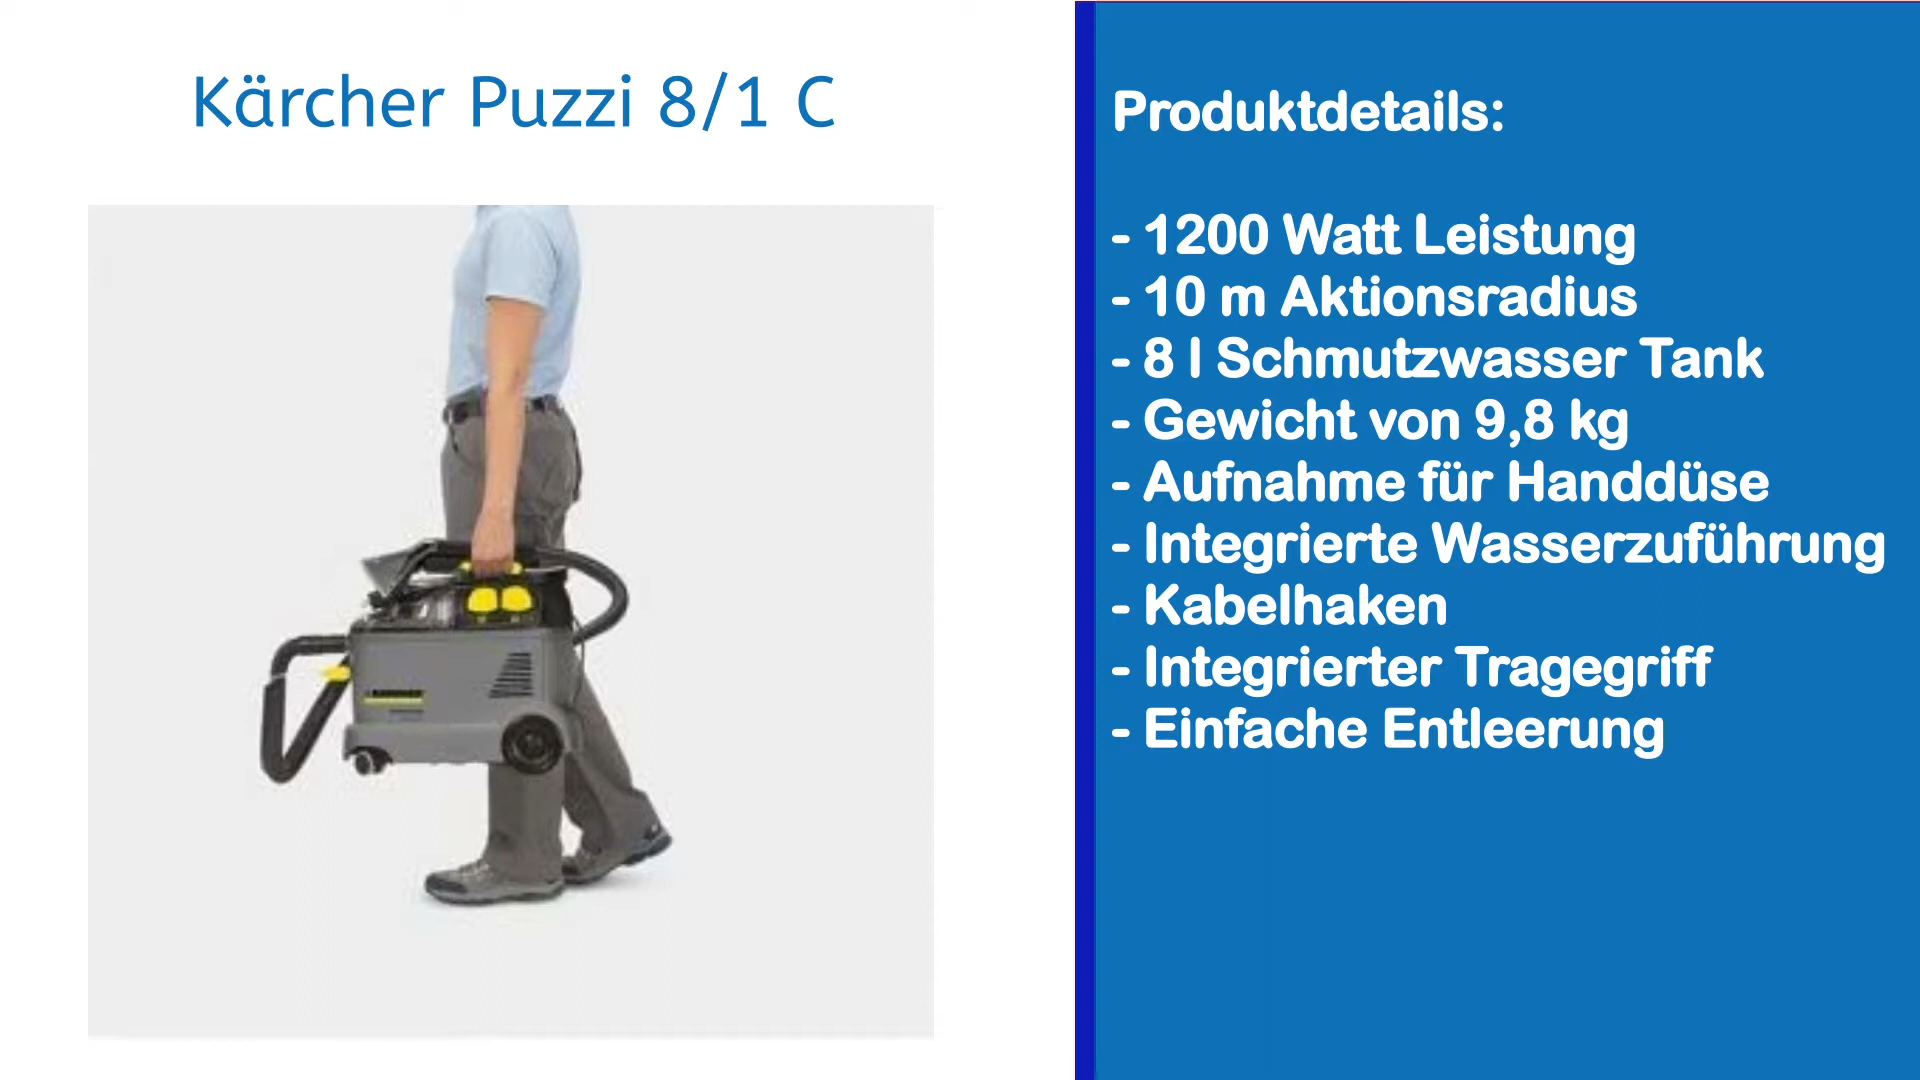 Kärcher Puzzi 8/1 C
Produktdetails:
- 1200 Watt Leistung
- 10 m Aktionsradius
- 8 l Schmutzwasser Tank
- Gewicht von 9,8 kg
- Aufnahme für Handdüse
- Integrierte Wasserzuführung
- Kabelhaken
- Integrierter Tragegriff
- Einfache Entleerung